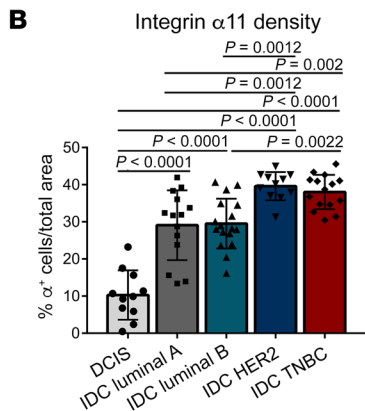 B
Integrin α11 density
P = 0.0012
P = 0.002
P = 0.0012
P < 0.0001
P < 0.0001
P < 0.0001
P = 0.0022
P < 0.0001
% α⁺ cells/total area
50
40
30
20
10
0
DCIS
IDC luminal A
IDC luminal B
IDC HER2
IDC TNBC